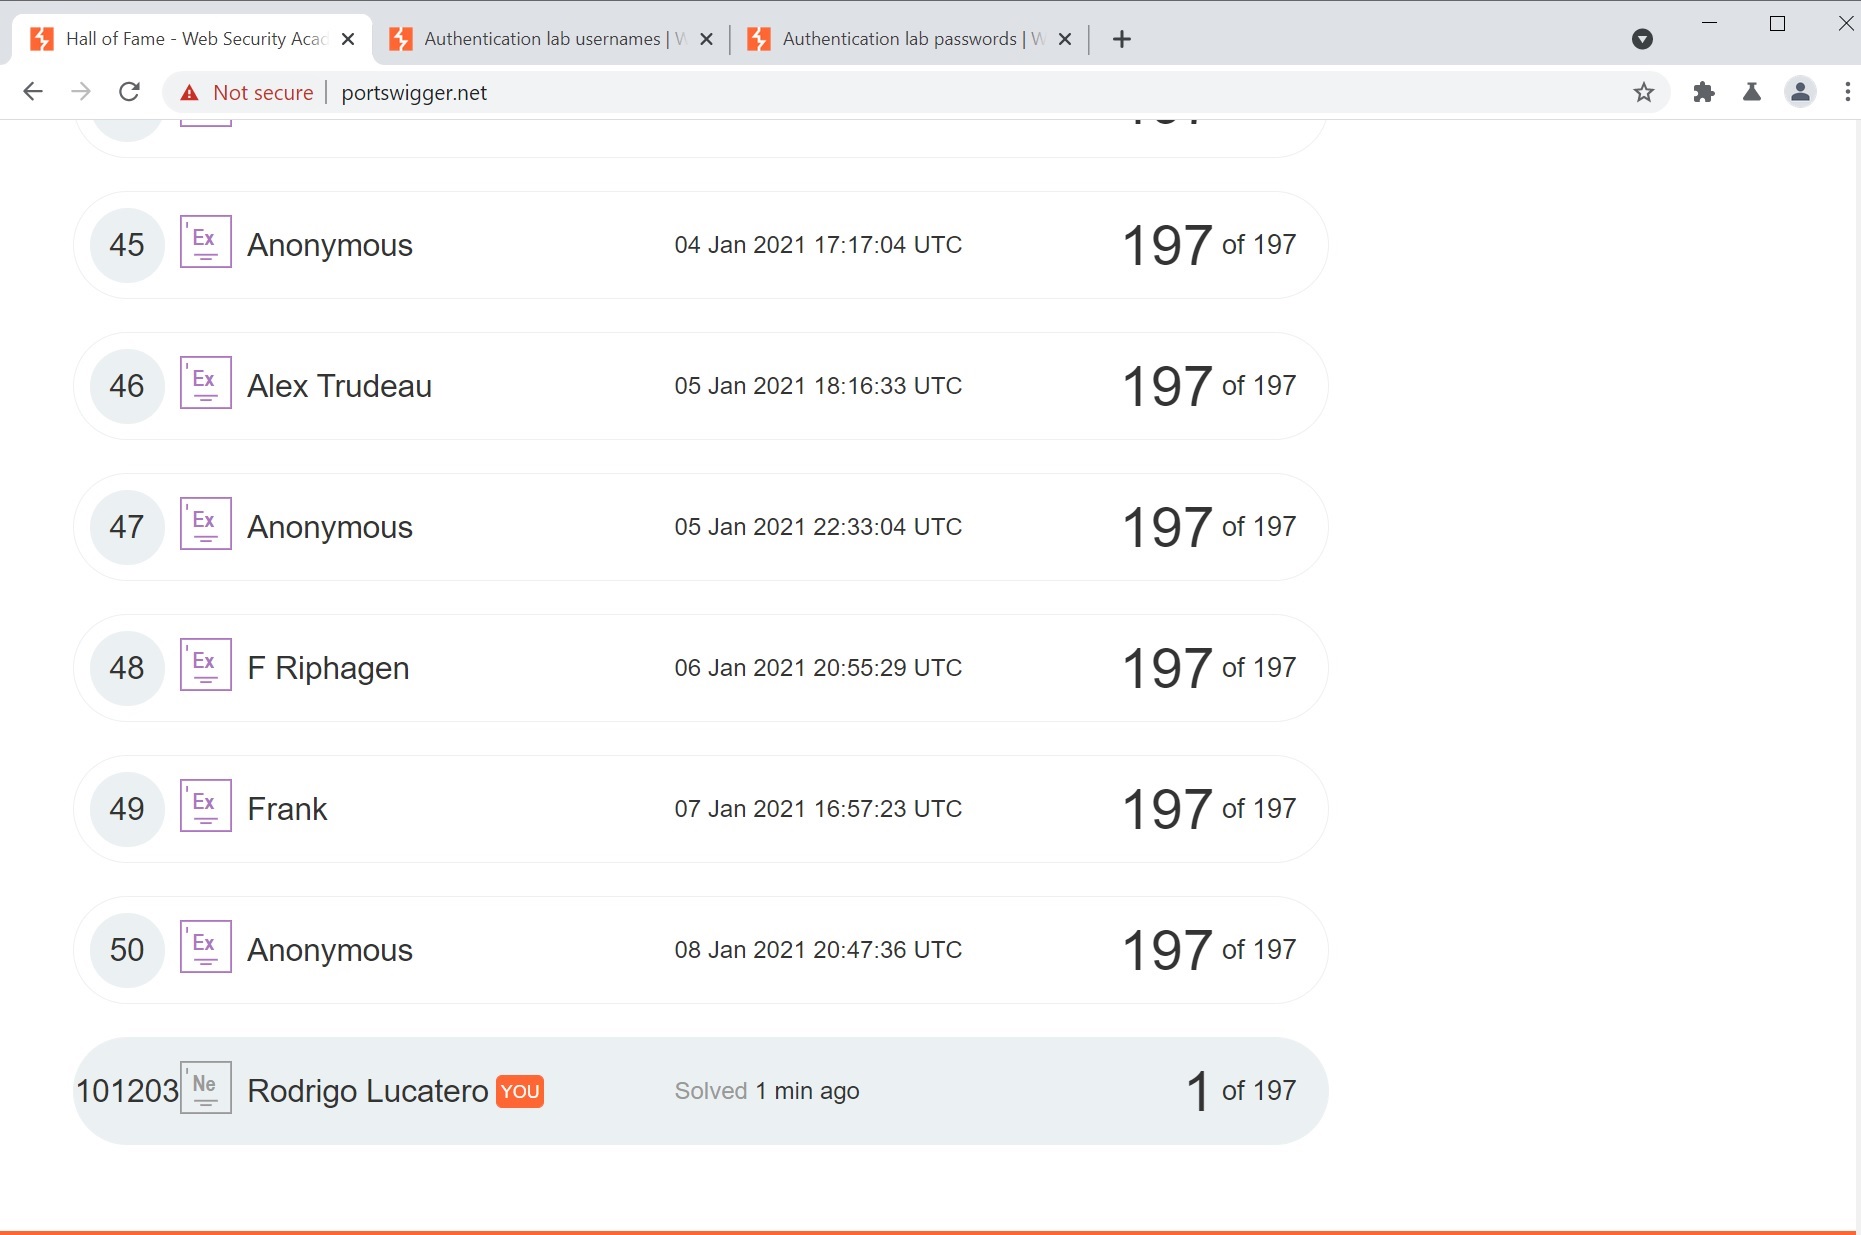 Hall of Fame - Web Security Acad
Authentication lab usernames | W
Authentication lab passwords | W
Not secure
portswigger.net
45 Ex Anonymous 04 Jan 2021 17:17:04 UTC 197 of 197
46 Ex Alex Trudeau 05 Jan 2021 18:16:33 UTC 197 of 197
47 Ex Anonymous 05 Jan 2021 22:33:04 UTC 197 of 197
48 Ex F Riphagen 06 Jan 2021 20:55:29 UTC 197 of 197
49 Ex Frank 07 Jan 2021 16:57:23 UTC 197 of 197
50 Ex Anonymous 08 Jan 2021 20:47:36 UTC 197 of 197
101203 Ne Rodrigo Lucatero YOU Solved 1 min ago 1 of 197